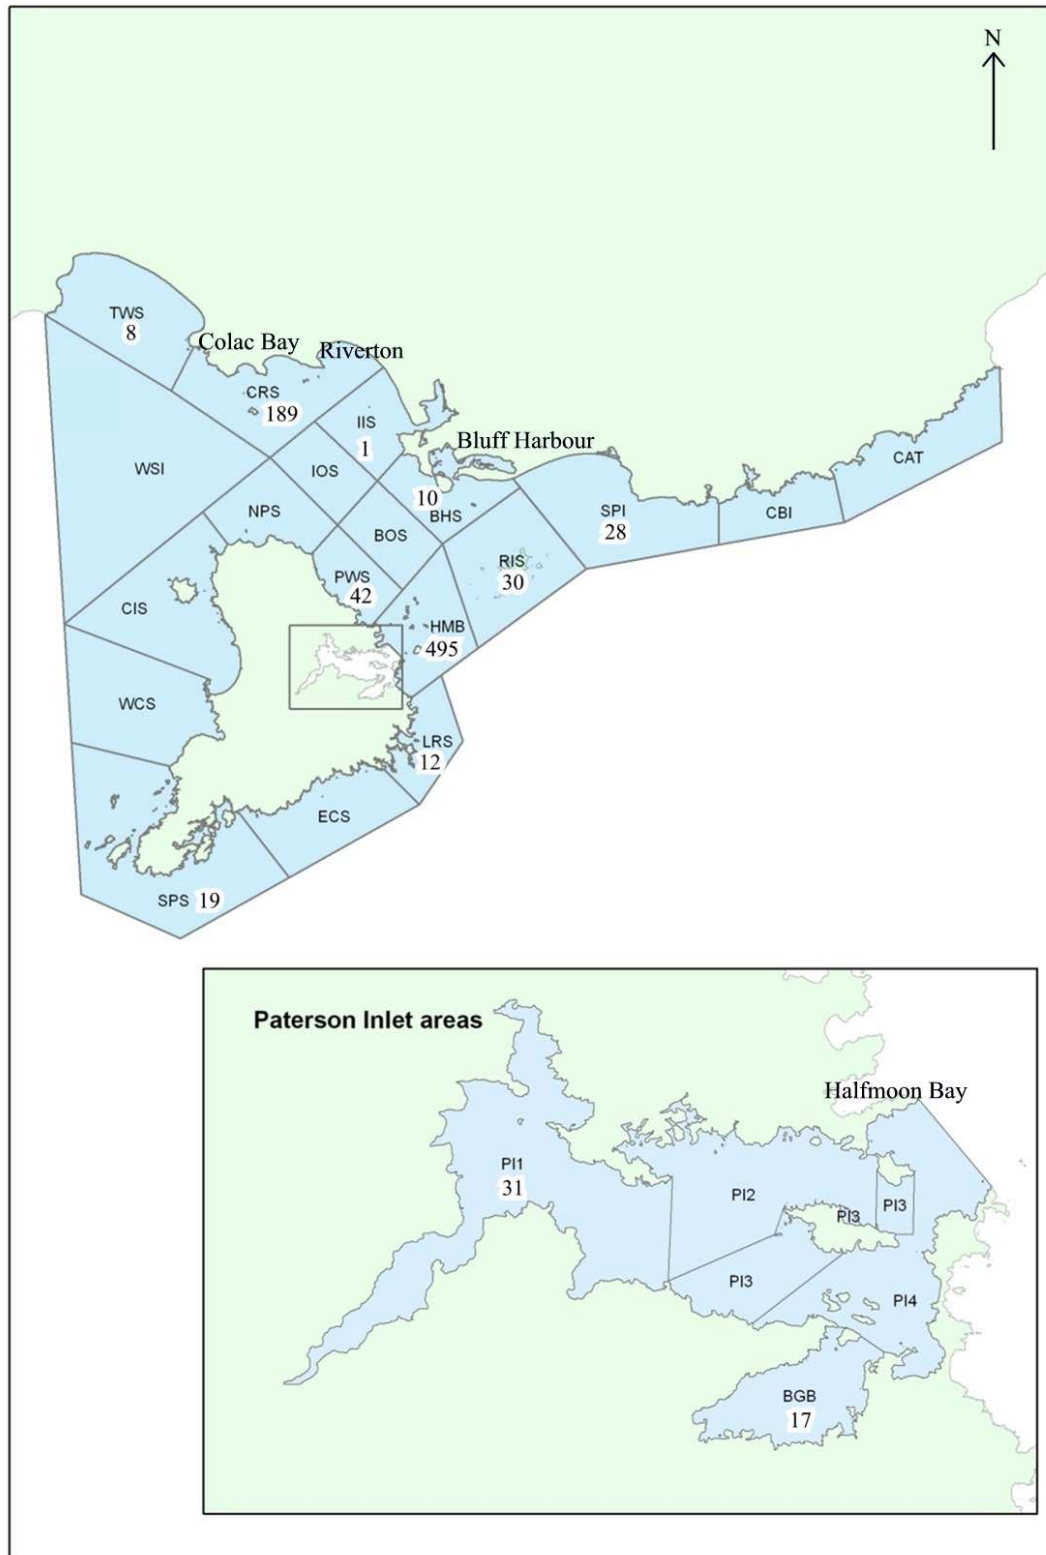 N
TWS
8
Colac Bay
Riverton
CRS
189
IIS
1
Bluff Harbour
WSI
IOS
10
BHS
CAT
NPS
BOS
SPI
28
CBI
RIS
30
PWS
42
CIS
HMB
495
WCS
LRS
12
ECS
SPS 19
Paterson Inlet areas
Halfmoon Bay
PI1
31
PI2
PI3
PI3
PI3
PI4
BGB
17